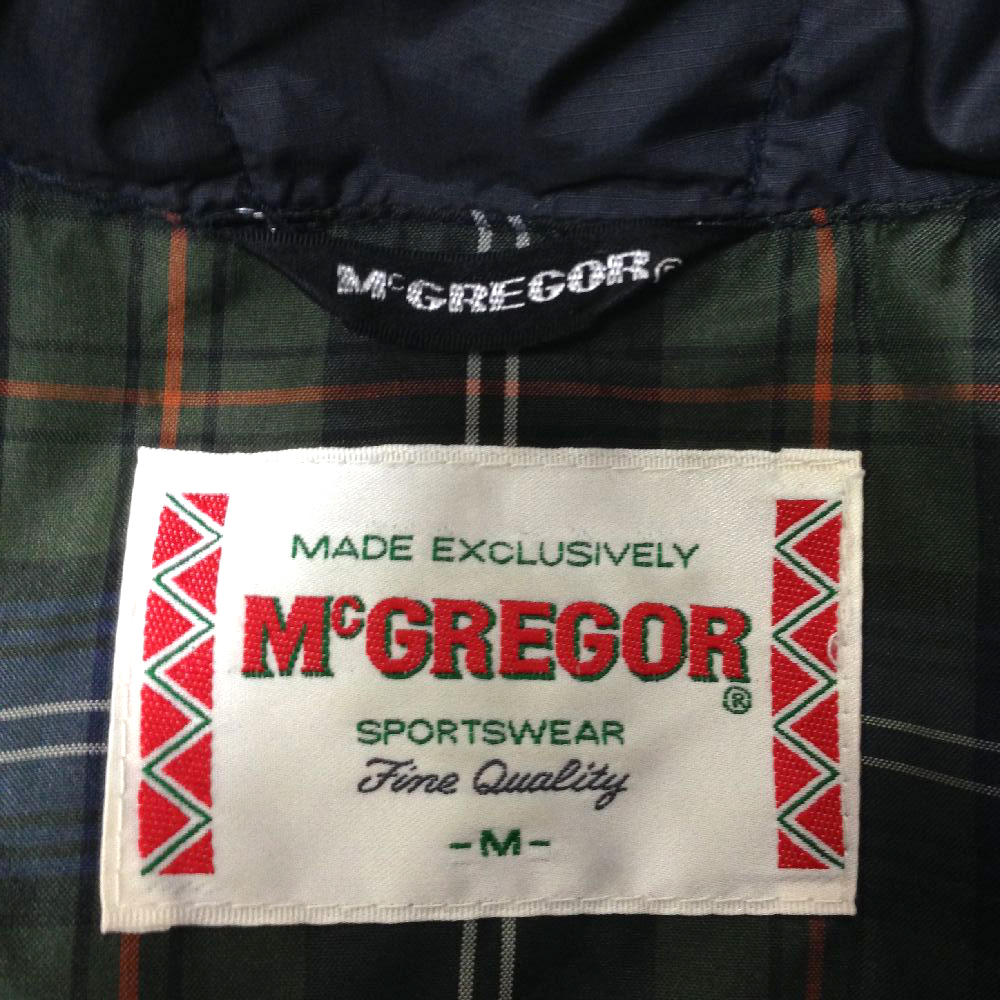 McGREGOR®
MADE EXCLUSIVELY
McGREGOR®
SPORTSWEAR
Fine Quality
-M-